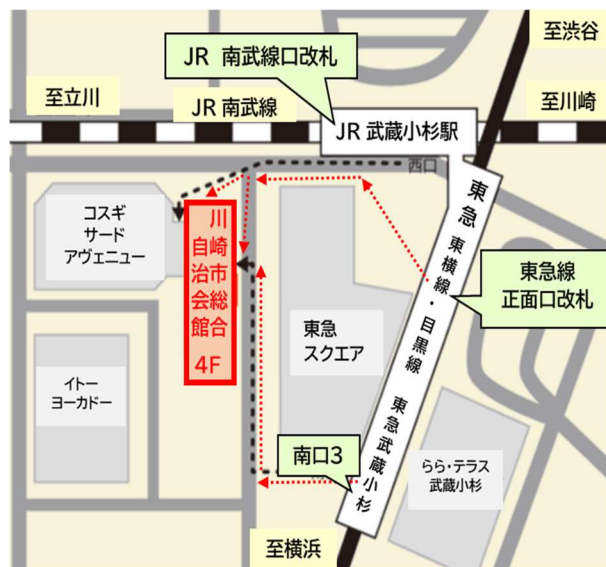 至渋谷
JR 南武線口改札
至立川
JR 南武線
至川崎
JR 武蔵小杉駅
西口
コスギ
サード
アヴェニュー
川崎市総合
自治会館
4F
東急 東横線・目黒線 東急武蔵小杉
東急線
正面口改札
東急
スクエア
イトー
ヨーカドー
南口3
らら・テラス
武蔵小杉
至横浜